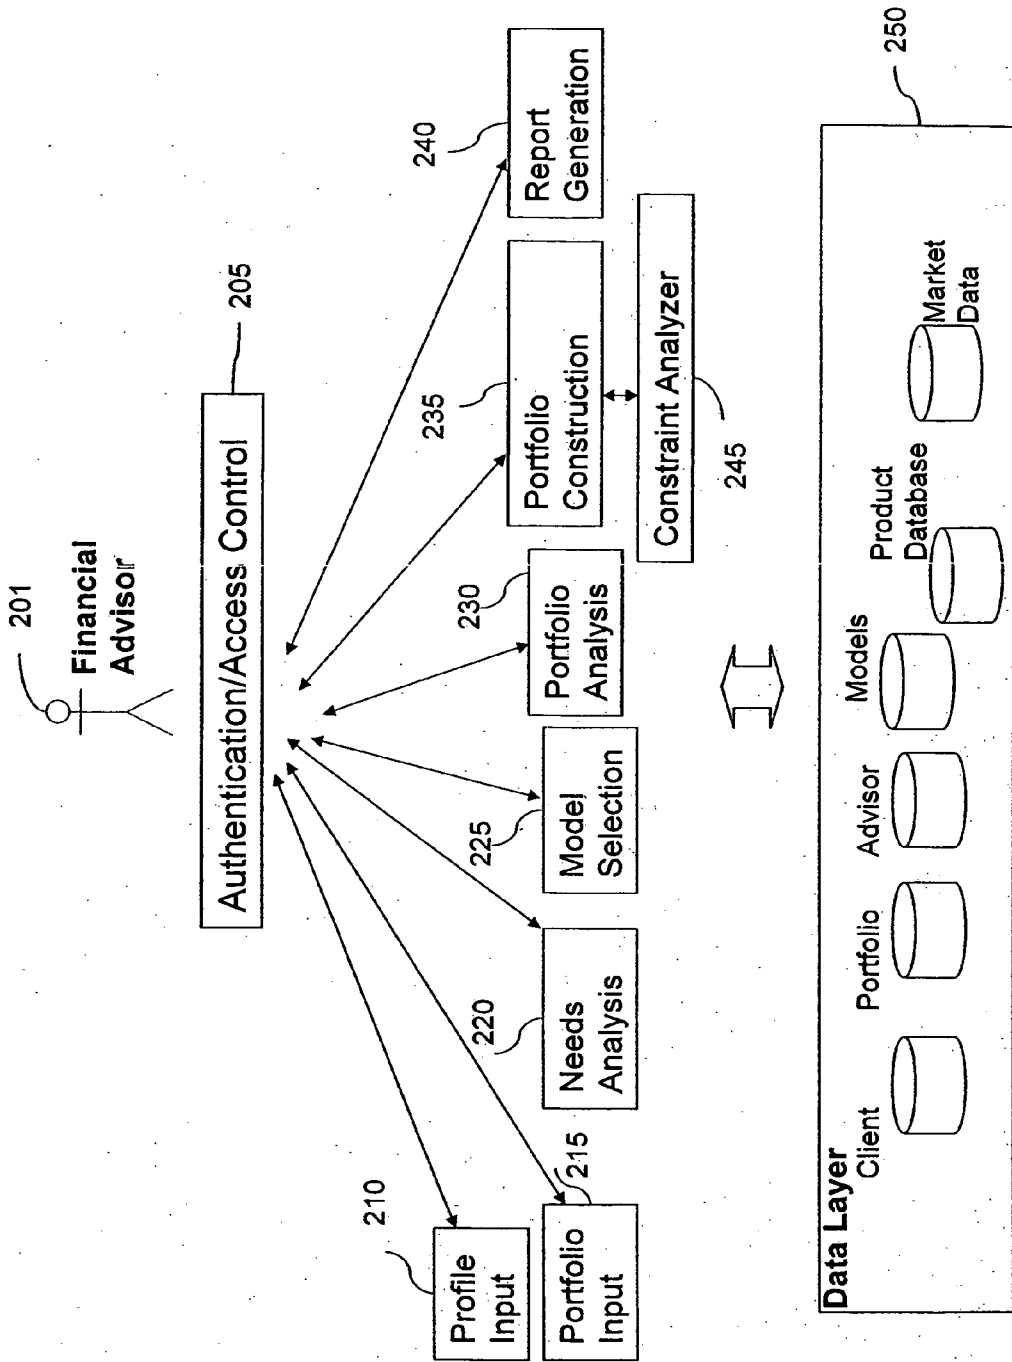 201
Financial
Advisor
205
Authentication/Access Control
210
Profile
Input
215
Portfolio
Input
220
Needs
Analysis
225
Model
Selection
230
Portfolio
Analysis
235
Portfolio
Construction
240
Report
Generation
Constraint Analyzer
245
250
Data Layer
Client
Portfolio
Advisor
Models
Product
Database
Market
Data